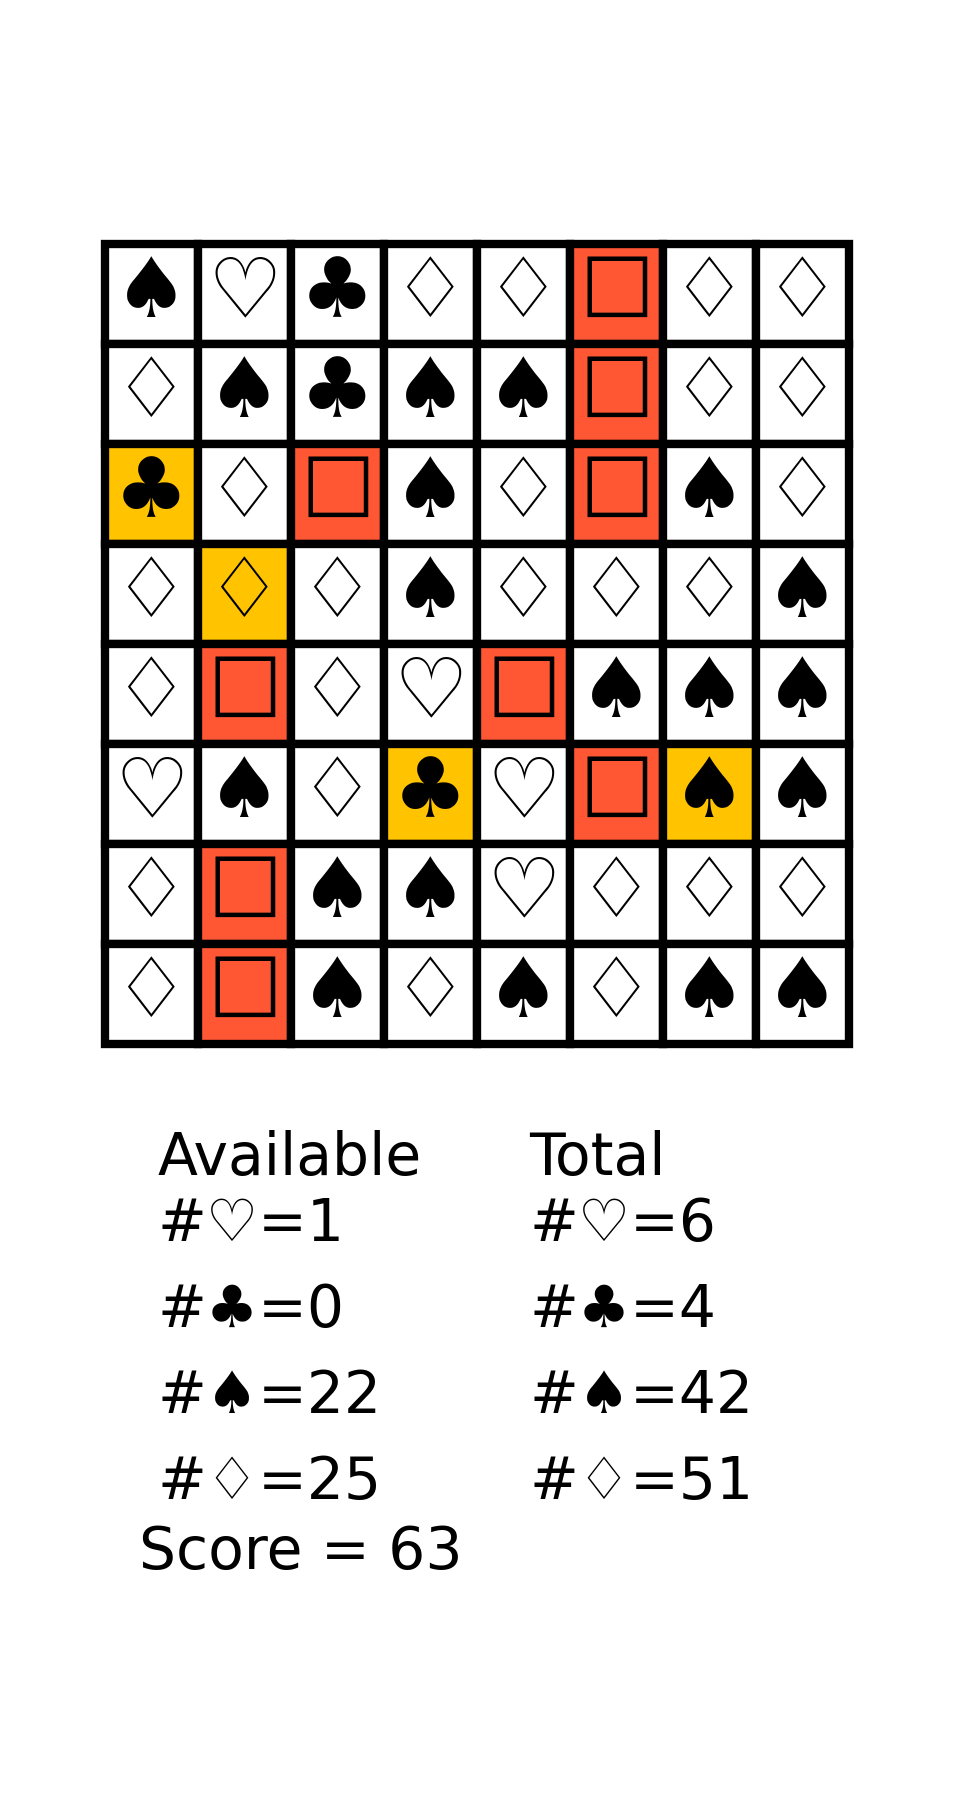 ♠ ♡ ♣ ♢ ♢ □ ♢ ♢
♢ ♠ ♣ ♠ ♠ □ ♢ ♢
♣ ♢ □ ♠ ♢ □ ♠ ♢
♢ ♢ ♢ ♠ ♢ ♢ ♢ ♠
♢ □ ♢ ♡ □ ♠ ♠ ♠
♡ ♠ ♢ ♣ ♡ □ ♠ ♠
♢ □ ♠ ♠ ♡ ♢ ♢ ♢
♢ □ ♠ ♢ ♠ ♢ ♠ ♠
Available Total
#♡=1 #♡=6
#♣=0 #♣=4
#♠=22 #♠=42
#♢=25 #♢=51
Score = 63